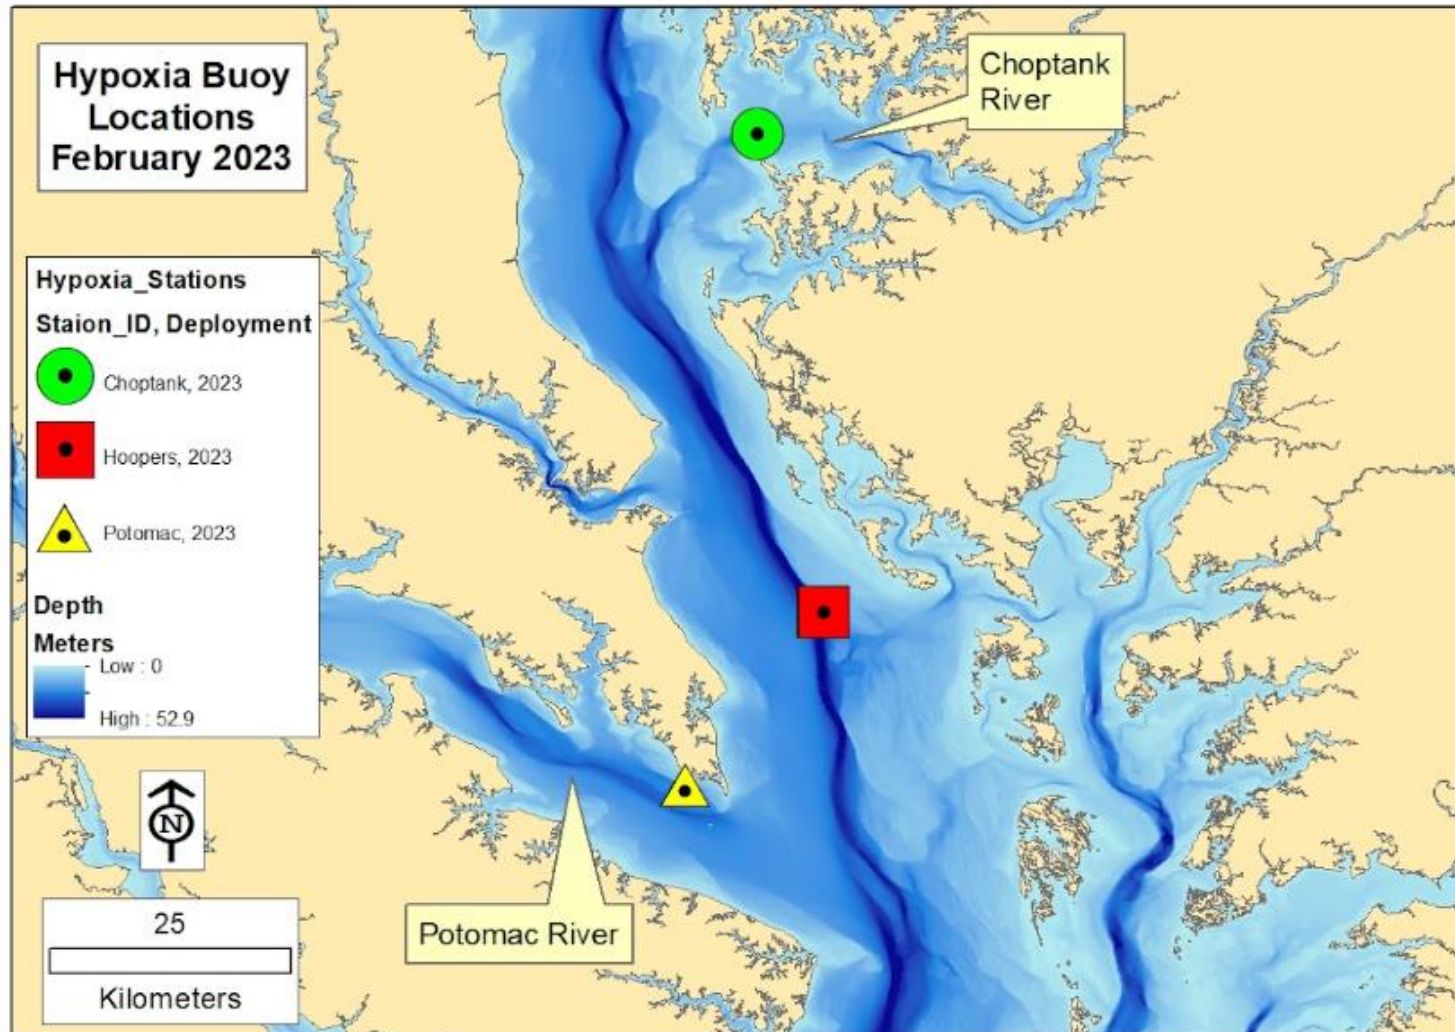 Hypoxia Buoy
Locations
February 2023
Choptank
River
Hypoxia_Stations
Staion_ID, Deployment
Choptank, 2023
Hoopers, 2023
Potomac, 2023
Depth
Meters
Low : 0
High : 52.9
N
25
Kilometers
Potomac River